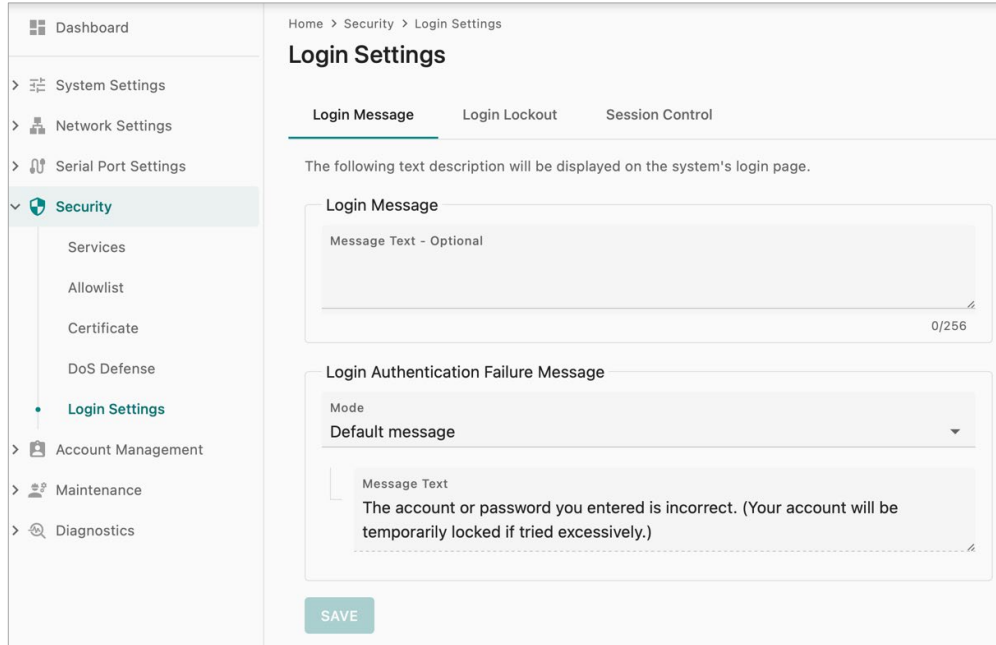 Dashboard
System Settings
Network Settings
Serial Port Settings
Security
Services
Allowlist
Certificate
DoS Defense
Login Settings
Account Management
Maintenance
Diagnostics
Home > Security > Login Settings
Login Settings
Login Message
Login Lockout
Session Control
The following text description will be displayed on the system's login page.
Login Message
Message Text - Optional
0/256
Login Authentication Failure Message
Mode
Default message
Message Text
The account or password you entered is incorrect. (Your account will be
temporarily locked if tried excessively.)
SAVE